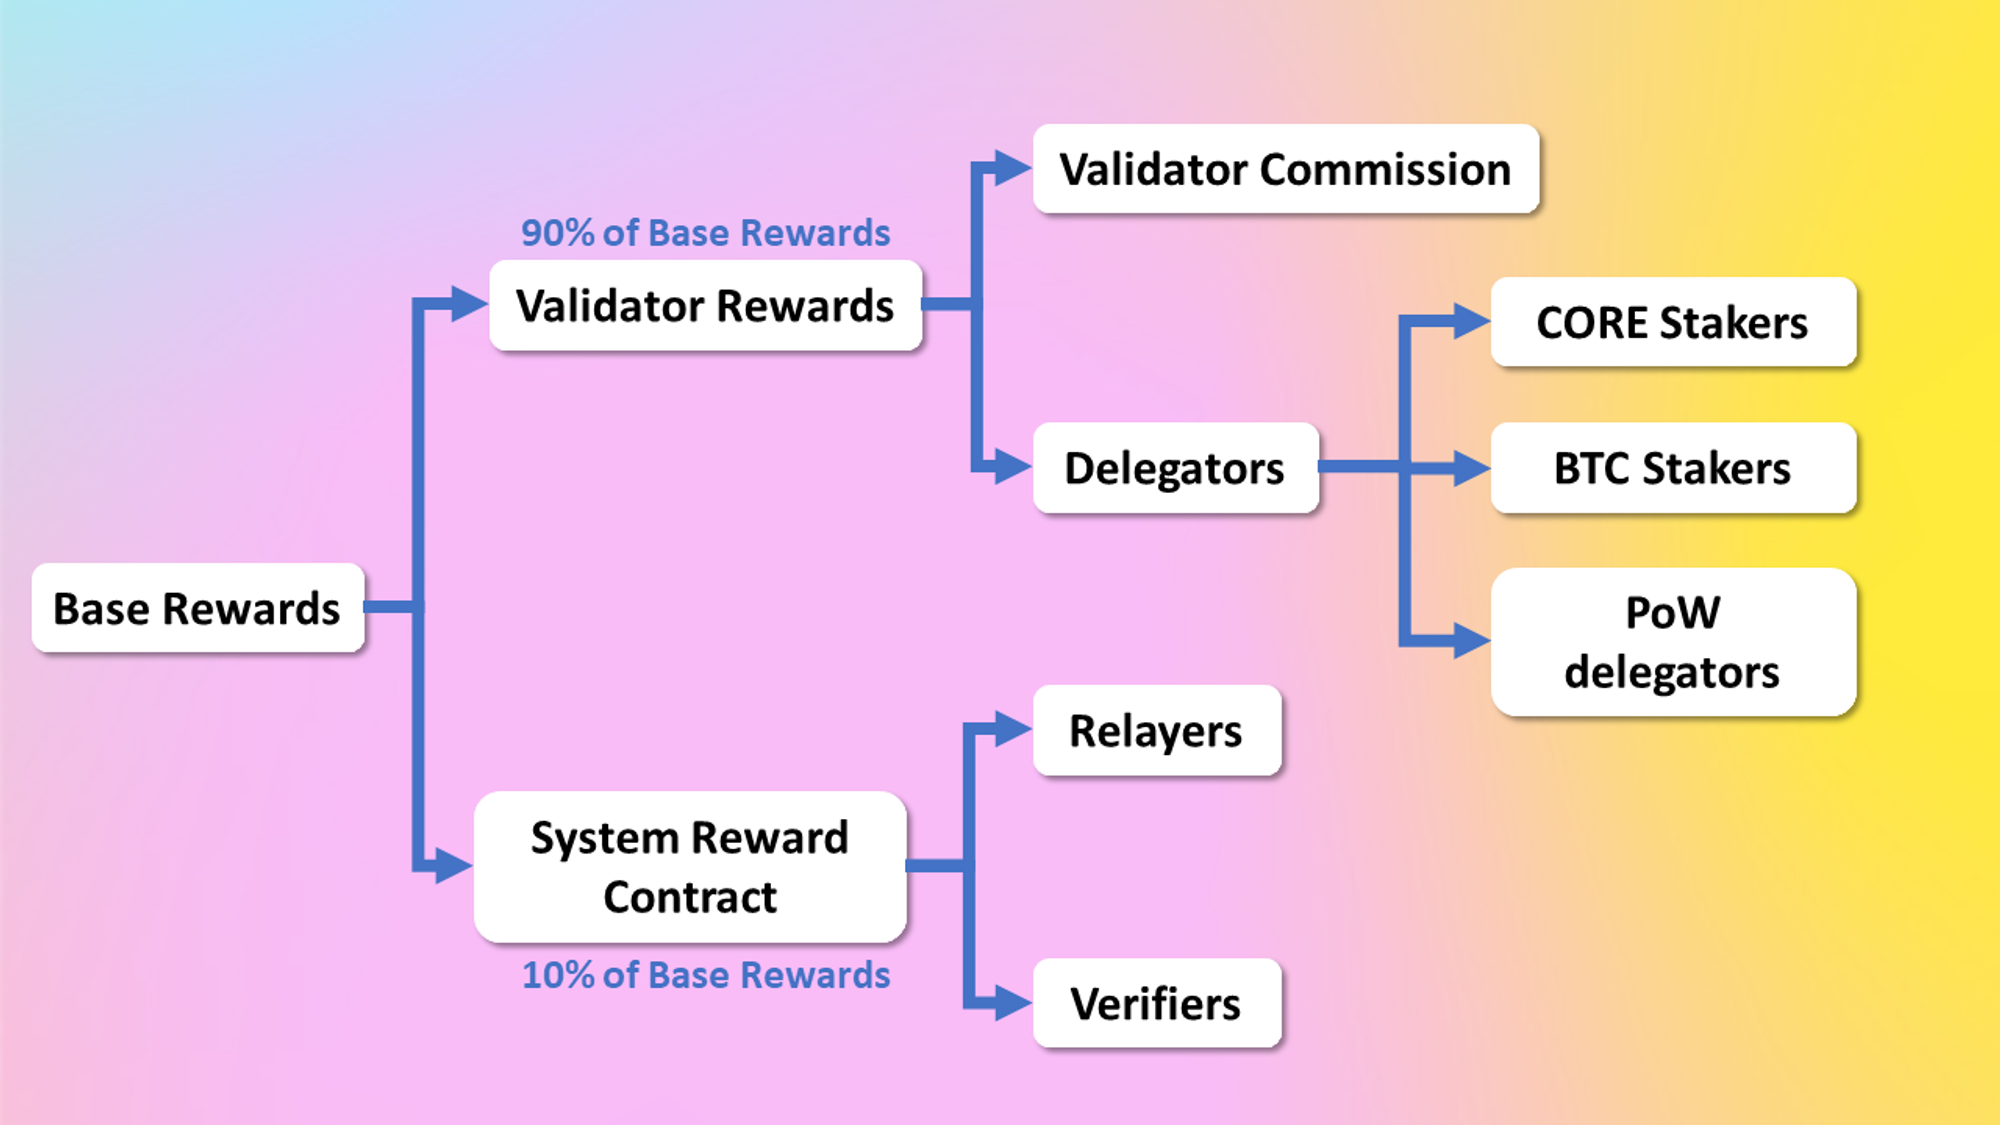 Validator Commission
90% of Base Rewards
Validator Rewards
CORE Stakers
Delegators
BTC Stakers
Base Rewards
PoW
delegators
Relayers
System Reward
Contract
10% of Base Rewards
Verifiers